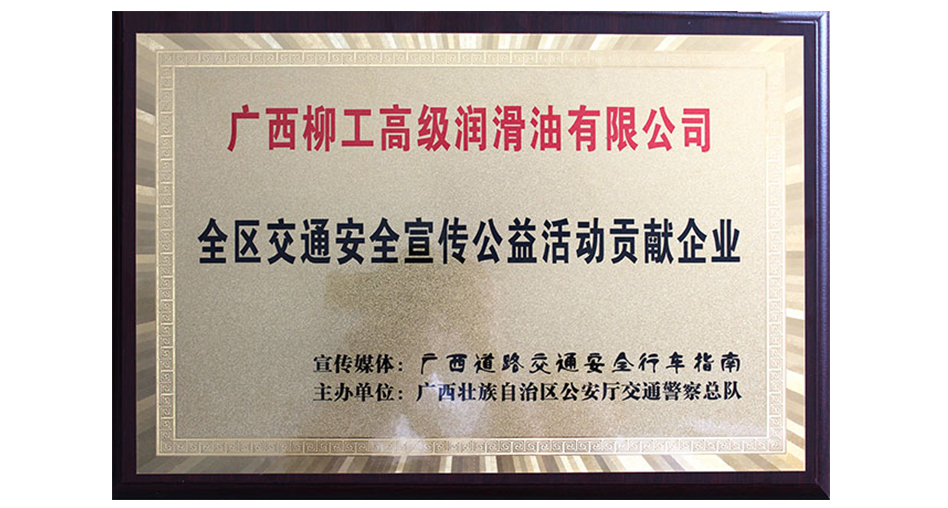 广西柳工高级润滑油有限公司
全区交通安全宣传公益活动贡献企业
宣传媒体：广西道路交通安全行车指南
主办单位：广西壮族自治区公安厅交通警察总队